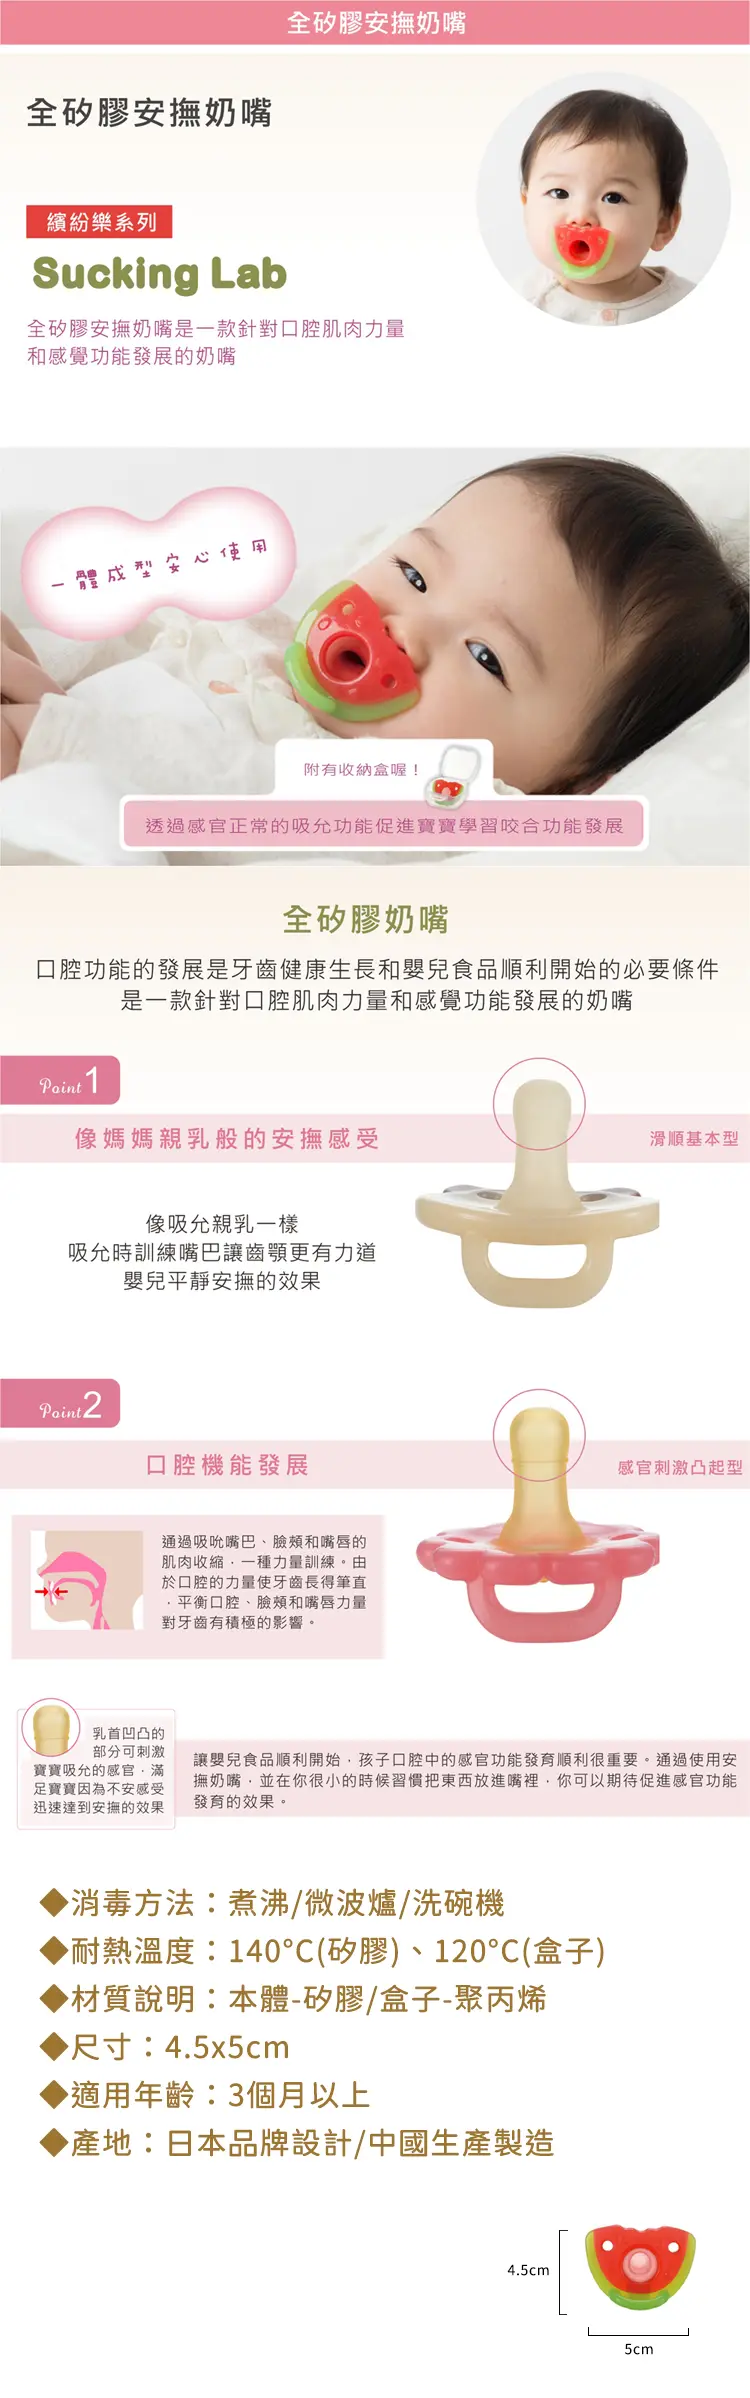 全矽膠安撫奶嘴
全矽膠安撫奶嘴
繽紛樂系列
Sucking Lab
全矽膠安撫奶嘴是一款針對口腔肌肉力量
和感覺功能發展的奶嘴
一體成型安心使用
附有收納盒喔！
透過感官正常的吸允功能促進寶寶學習咬合功能發展
全矽膠奶嘴
口腔功能的發展是牙齒健康生長和嬰兒食品順利開始的必要條件
是一款針對口腔肌肉力量和感覺功能發展的奶嘴
Point 1
像媽媽親乳般的安撫感受
滑順基本型
像吸允親乳一樣
吸允時訓練嘴巴讓齒顎更有力道
嬰兒平靜安撫的效果
Point 2
口腔機能發展
感官刺激凸起型
通過吸吮嘴巴、臉頰和嘴唇的
肌肉收縮，一種力量訓練。由
於口腔的力量使牙齒長得筆直
，平衡口腔、臉頰和嘴唇力量
對牙齒有積極的影響。
乳首凹凸的
部分可刺激
寶寶吸允的感官，滿
足寶寶因為不安感受
迅速達到安撫的效果
讓嬰兒食品順利開始，孩子口腔中的感官功能發育順利很重要。通過使用安
撫奶嘴，並在你很小的時候習慣把東西放進嘴裡，你可以期待促進感官功能
發育的效果。
◆消毒方法：煮沸/微波爐/洗碗機
◆耐熱溫度：140°C(矽膠)、120°C(盒子)
◆材質說明：本體-矽膠/盒子-聚丙烯
◆尺寸：4.5x5cm
◆適用年齡：3個月以上
◆產地：日本品牌設計/中國生產製造
4.5cm
5cm